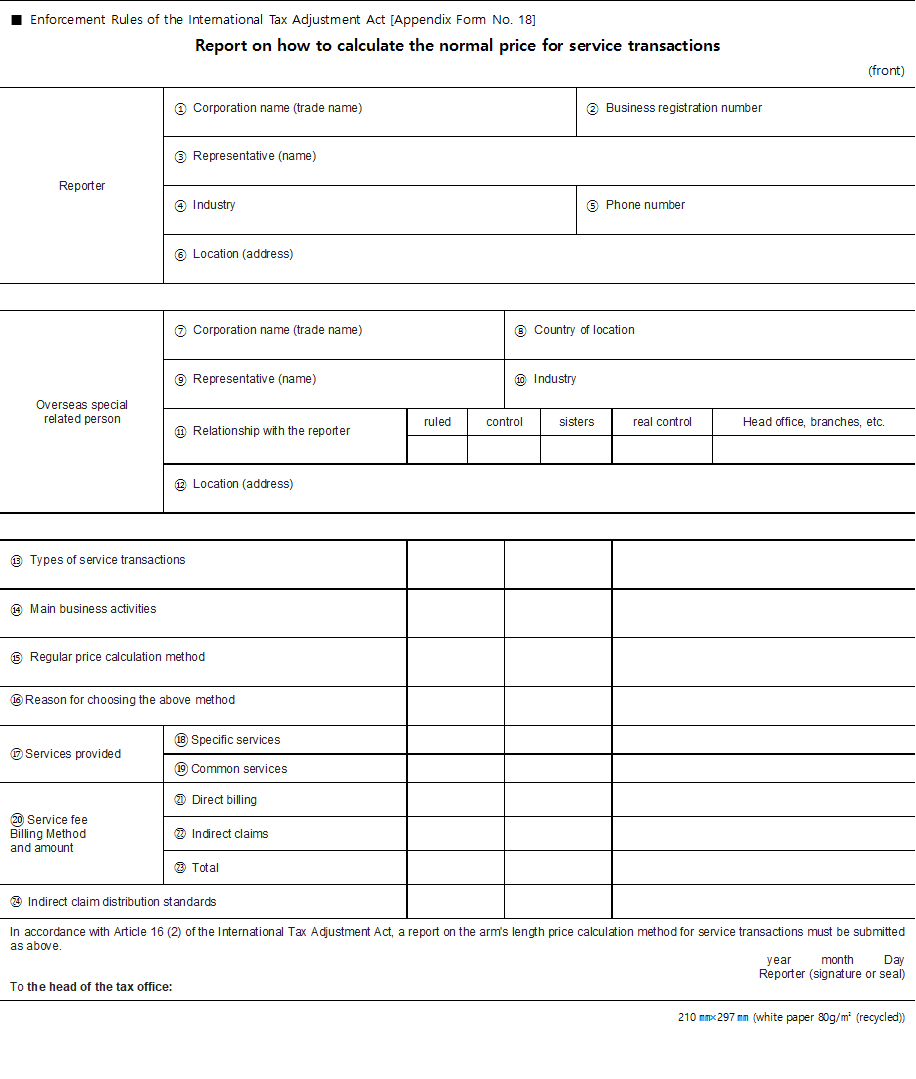 ■ Enforcement Rules of the International Tax Adjustment Act [Appendix Form No. 18]
Report on how to calculate the normal price for service transactions
(front)
Reporter
① Corporation name (trade name)
② Business registration number
③ Representative (name)
④ Industry
⑤ Phone number
⑥ Location (address)
Overseas special
related person
⑦ Corporation name (trade name)
⑧ Country of location
⑨ Representative (name)
⑩ Industry
⑪ Relationship with the reporter
ruled
control
sisters
real control
Head office, branches, etc.
⑫ Location (address)
⑬ Types of service transactions
⑭ Main business activities
⑮ Regular price calculation method
⑯ Reason for choosing the above method
⑰ Services provided
⑱ Specific services
⑲ Common services
⑳ Service fee
Billing Method
and amount
㉑ Direct billing
㉒ Indirect claims
㉓ Total
㉔ Indirect claim distribution standards
In accordance with Article 16 (2) of the International Tax Adjustment Act, a report on the arm's length price calculation method for service transactions must be submitted
as above.
year month Day
Reporter (signature or seal)
To the head of the tax office:
210㎜×297㎜ (white paper 80g/㎡ (recycled))